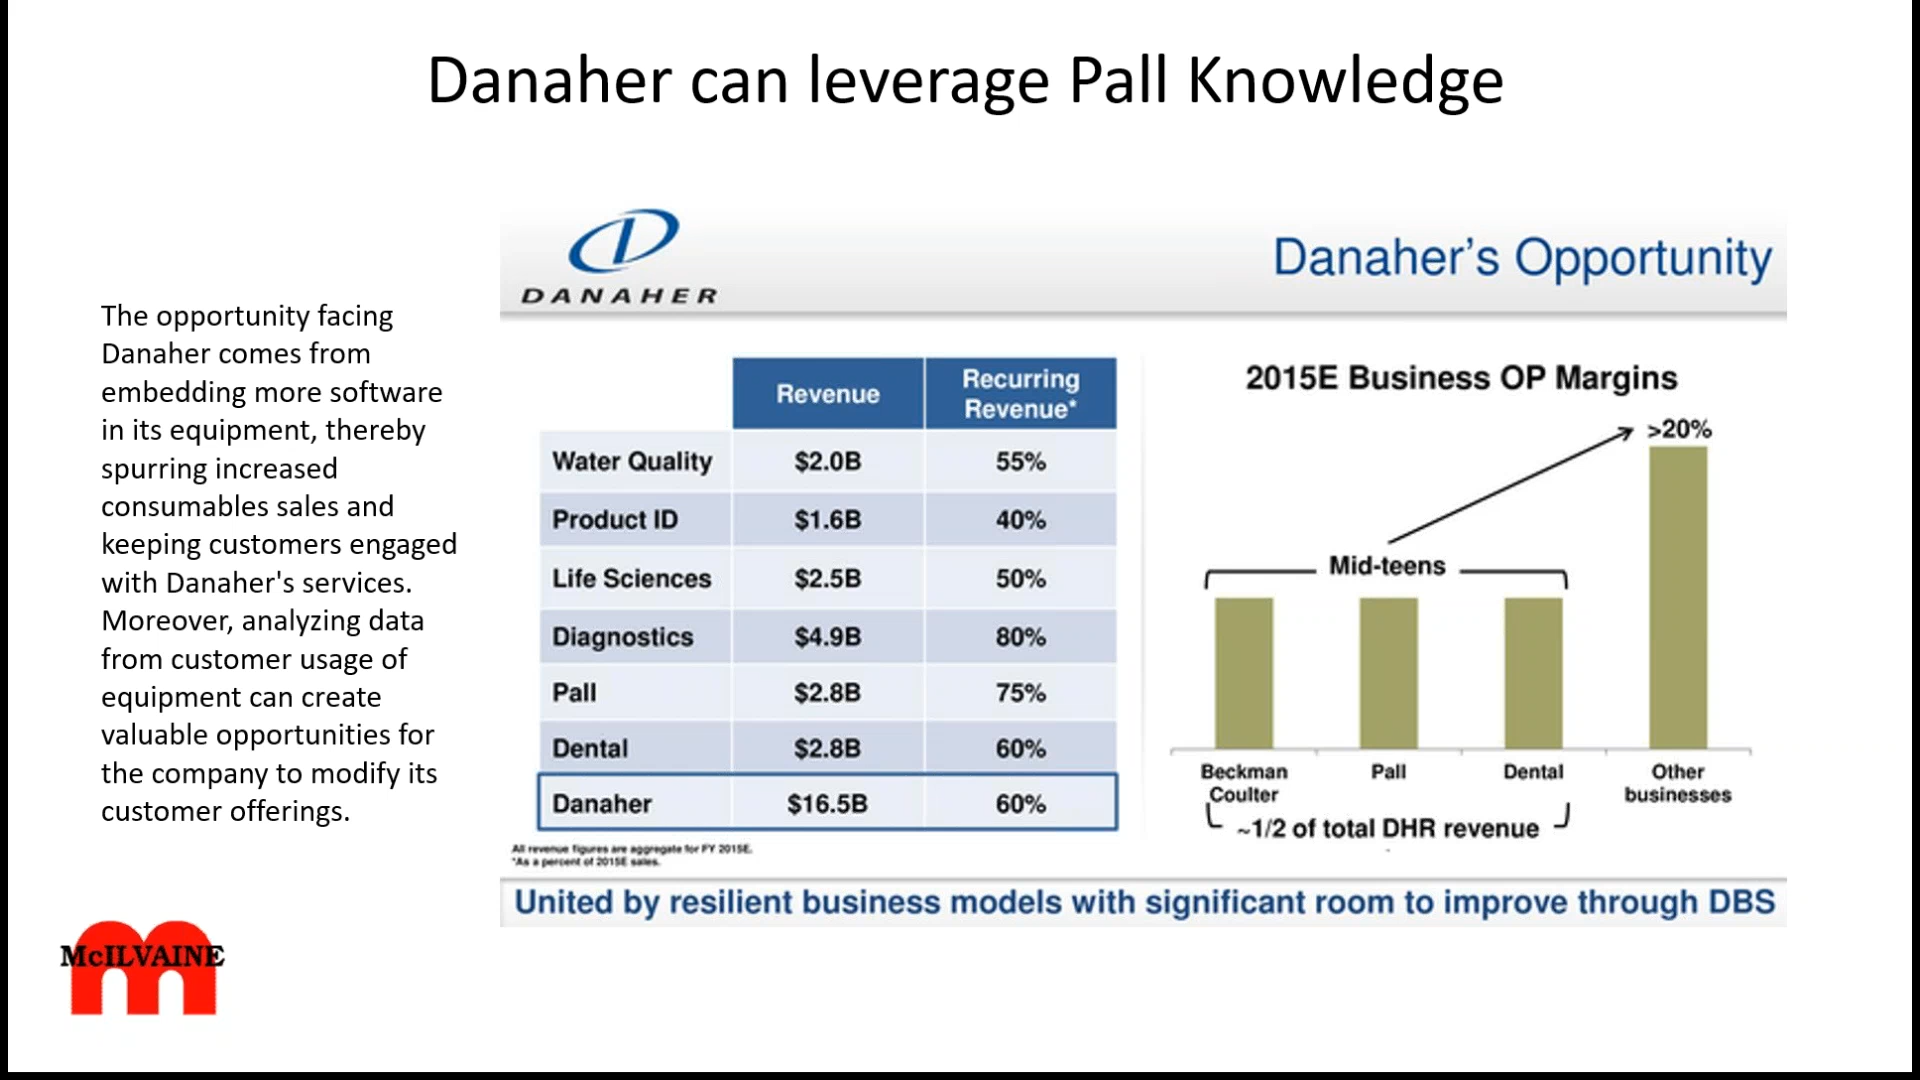 Danaher can leverage Pall Knowledge
The opportunity facing
Danaher comes from
embedding more software
in its equipment, thereby
spurring increased
consumables sales and
keeping customers engaged
with Danaher's services.
Moreover, analyzing data
from customer usage of
equipment can create
valuable opportunities for
the company to modify its
customer offerings.
McILVAINE
DANAHER
Danaher’s Opportunity
Revenue Recurring Revenue*
Water Quality $2.0B 55%
Product ID $1.6B 40%
Life Sciences $2.5B 50%
Diagnostics $4.9B 80%
Pall $2.8B 75%
Dental $2.8B 60%
Danaher $16.5B 60%
All revenue figures are aggregate for FY 2015E.
*As a percent of 2015E sales.
2015E Business OP Margins
>20%
Mid-teens
Beckman Coulter Pall Dental Other businesses
~1/2 of total DHR revenue
United by resilient business models with significant room to improve through DBS